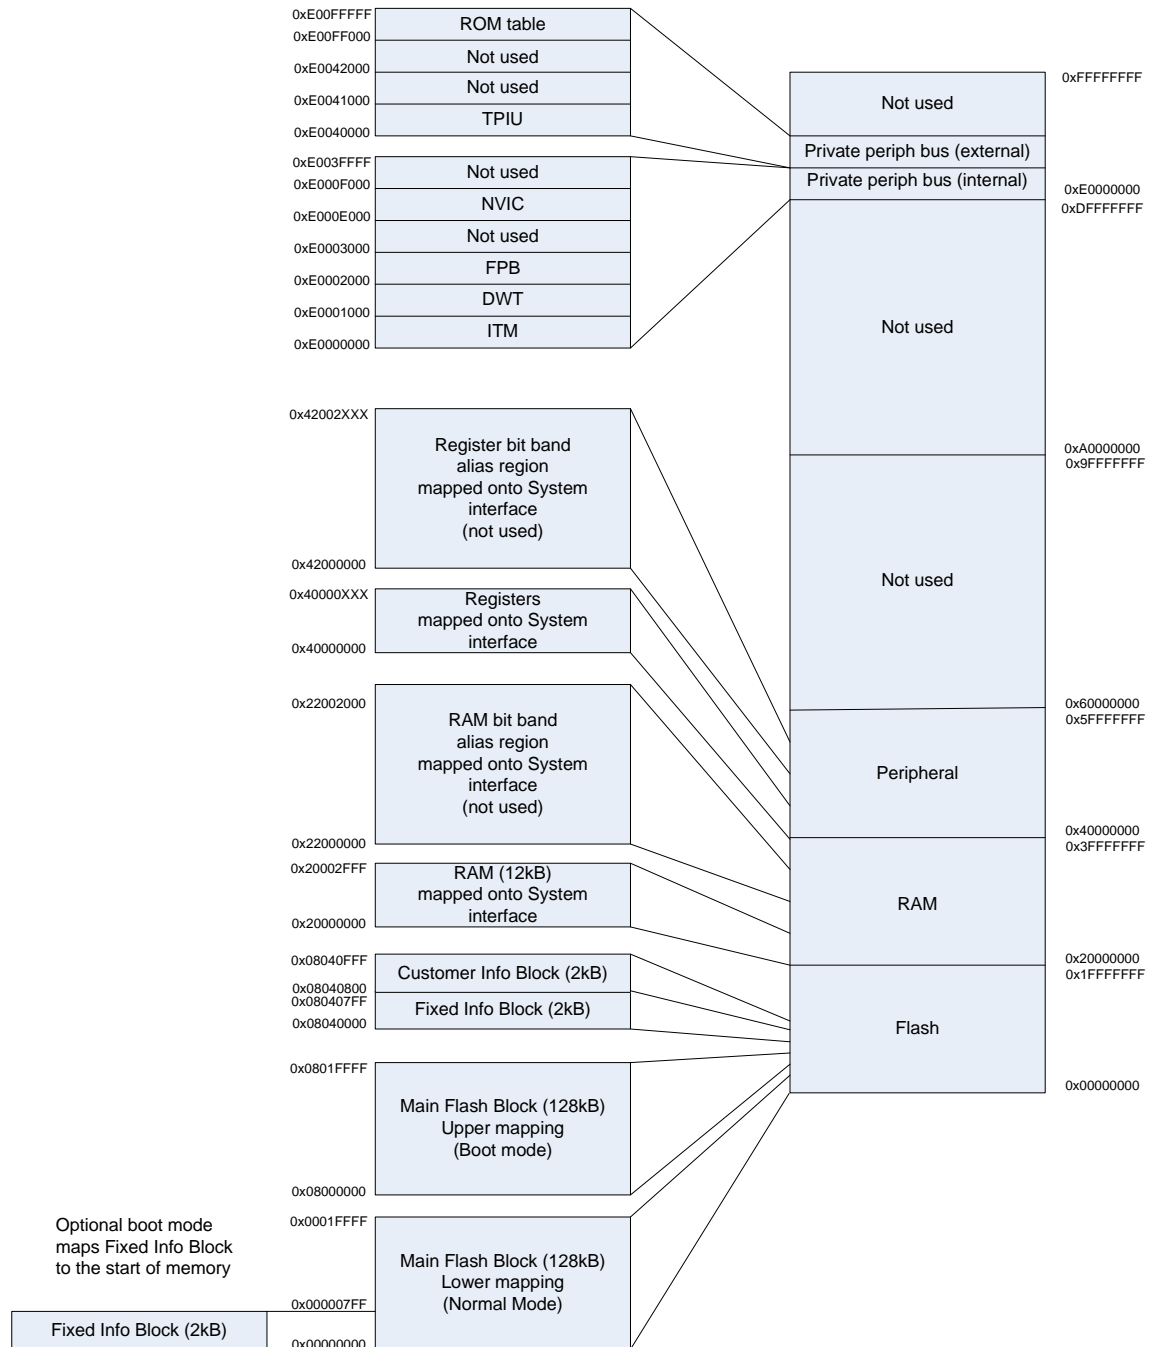 0xE00FFFFF
ROM table
0xE00FF000
Not used
0xE0042000
Not used
0xE0041000
TPIU
0xE0040000
0xE003FFFF
Not used
0xE000F000
NVIC
0xE000E000
Not used
0xE0003000
FPB
0xE0002000
DWT
0xE0001000
ITM
0xE0000000
0x42002XXX
Register bit band
alias region
mapped onto System
interface
(not used)
0x42000000
0x40000XXX
Registers
mapped onto System
interface
0x40000000
0x22002000
RAM bit band
alias region
mapped onto System
interface
(not used)
0x22000000
0x20002FFF
RAM (12kB)
mapped onto System
interface
0x20000000
0x08040FFF
Customer Info Block (2kB)
0x08040800
0x080407FF
Fixed Info Block (2kB)
0x08040000
0x0801FFFF
Main Flash Block (128kB)
Upper mapping
(Boot mode)
0x08000000
0x0001FFFF
Main Flash Block (128kB)
Lower mapping
(Normal Mode)
0x000007FF
0x00000000
Optional boot mode
maps Fixed Info Block
to the start of memory
Fixed Info Block (2kB)
0xFFFFFFFF
Not used
Private periph bus (external)
Private periph bus (internal)
0xE0000000
0xDFFFFFFF
Not used
0xA0000000
0x9FFFFFFF
Not used
0x60000000
0x5FFFFFFF
Peripheral
0x40000000
0x3FFFFFFF
RAM
0x20000000
0x1FFFFFFF
Flash
0x00000000